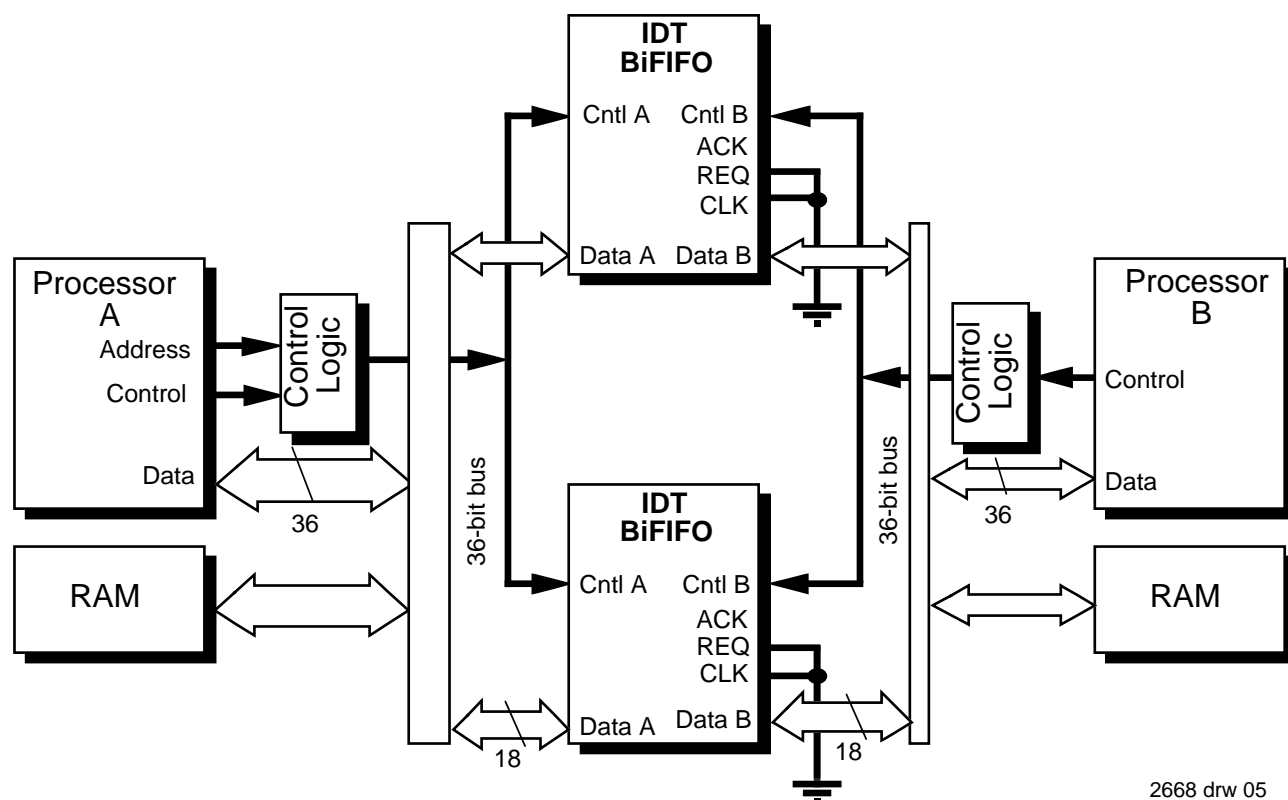 IDT
BiFIFO
Cntl A
Cntl B
ACK
REQ
CLK
Data A
Data B
Processor
A
Address
Control
Data
36
Control
Logic
RAM
36-bit bus
IDT
BiFIFO
Cntl A
Cntl B
ACK
REQ
CLK
Data A
Data B
18
18
36-bit bus
Control
Logic
Processor
B
Control
Data
36
RAM
2668 drw 05